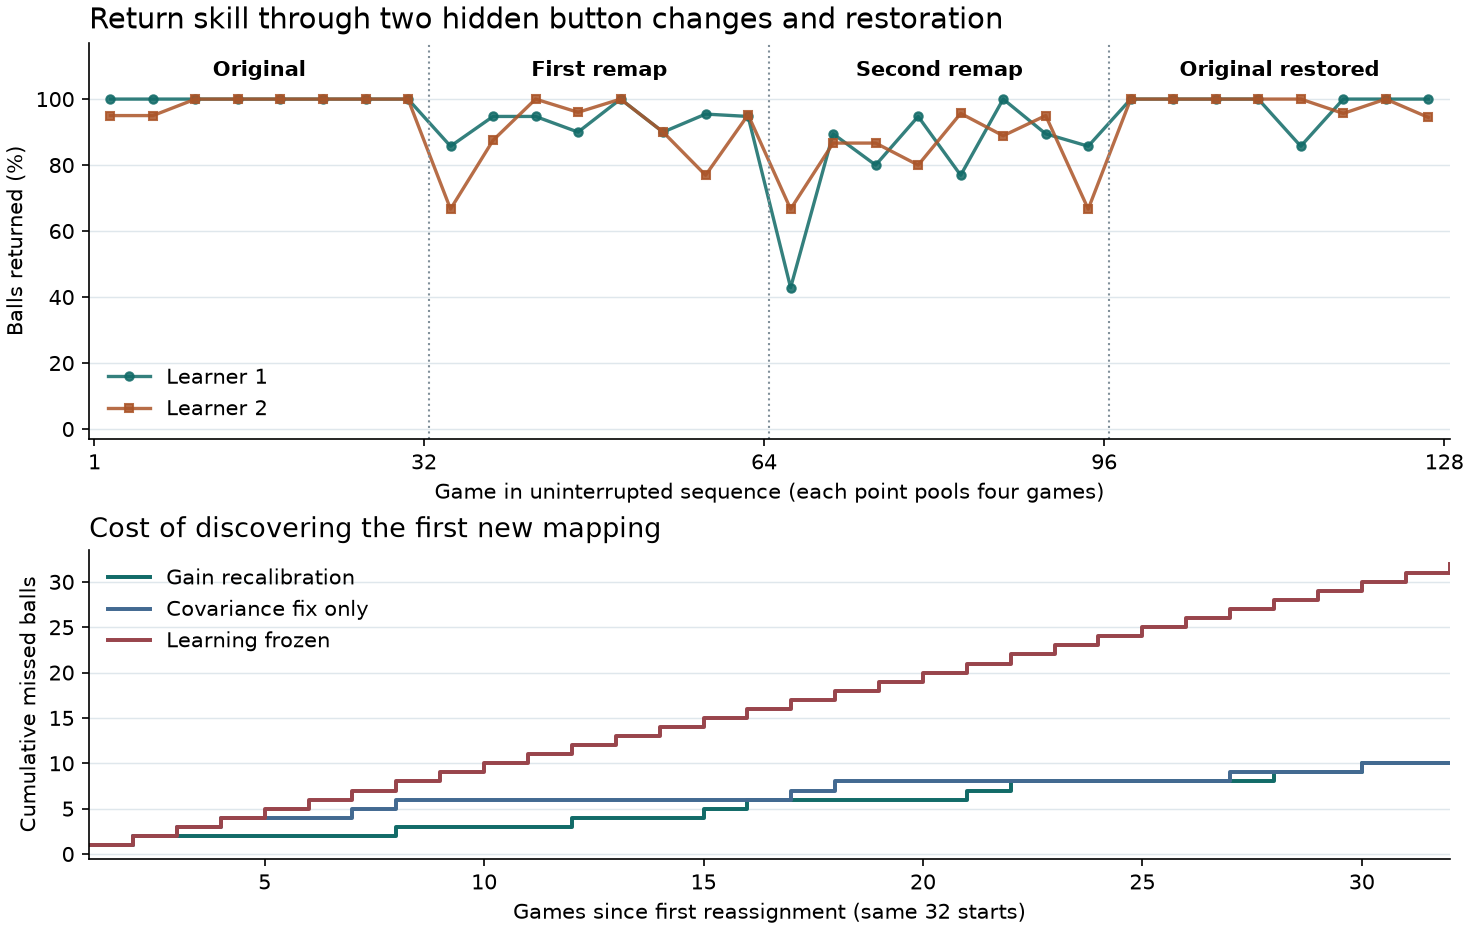 Return skill through two hidden button changes and restoration
Original
First remap
Second remap
Original restored
Balls returned (%)
100
80
60
40
20
0
Learner 1
Learner 2
1
32
64
96
128
Game in uninterrupted sequence (each point pools four games)
Cost of discovering the first new mapping
Cumulative missed balls
30
25
20
15
10
5
0
Gain recalibration
Covariance fix only
Learning frozen
5
10
15
20
25
30
Games since first reassignment (same 32 starts)